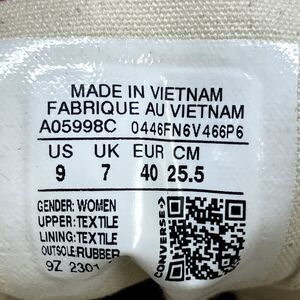 MADE IN VIETNAM
FABRIQUE AU VIETNAM
A05998C 0446FN6V466P6
US UK EUR CM
9 7 40 25.5
GENDER: WOMEN
UPPER: TEXTILE
LINING: TEXTILE
OUTSOLE: RUBBER
9Z 2301
CONVERSE